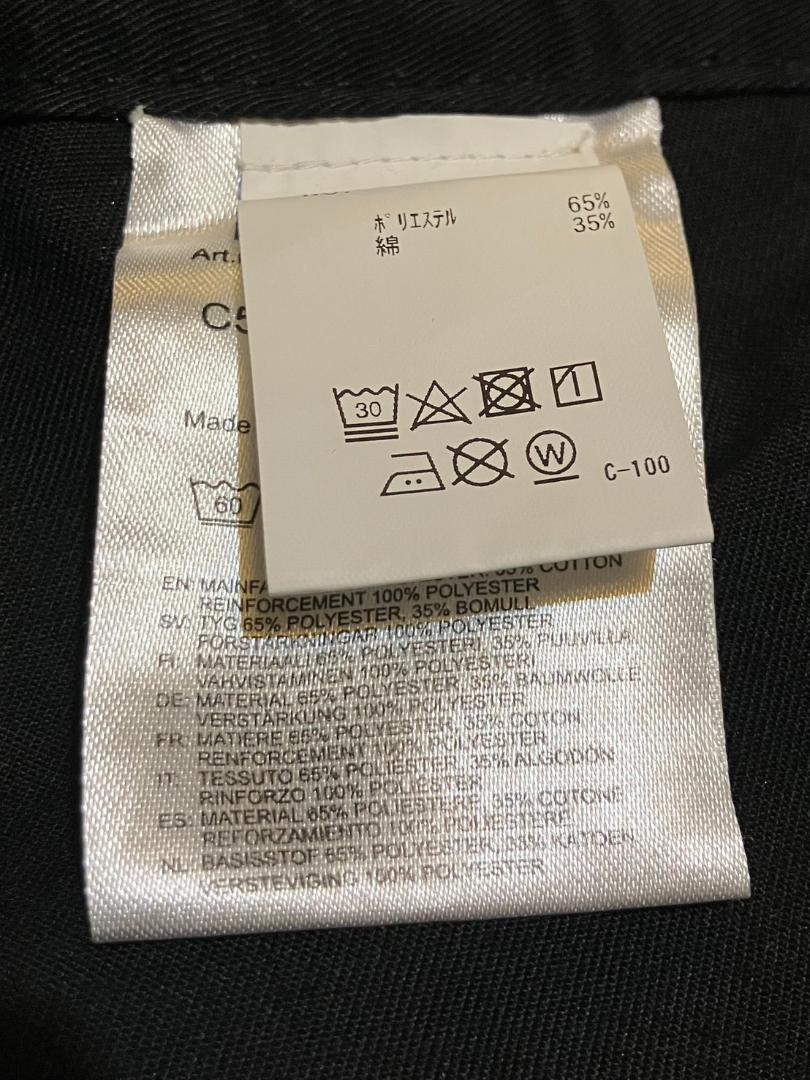 ポリエステル 65%
綿 35%
30
W C-100
Art.
C5
Made
60
EN: MAINFA 35% COTTON
REINFORCEMENT 100% POLYESTER
SV: TYG 65% POLYESTER, 35% BOMULL
FÖRSTÄRKNINGAR 100% POLYESTER
FI: MATERIAALI 65% POLYESTERI, 35% PUUVILLA
VAHVISTAMINEN 100% POLYESTERI
DE: MATERIAL 65% POLYESTER, 35% BAUMWOLLE
VERSTÄRKUNG 100% POLYESTER
FR: MATIERE 65% POLYESTER, 35% COTON
RENFORCEMENT 100% POLYESTER
IT: TESSUTO 65% POLIESTER, 35% ALGODÓN
RINFORZO 100% POLIESTER
ES: MATERIAL 65% POLIESTERE, 35% COTONE
REFORZAMIENTO 100% POLIESTERE
NL: BASISSTOF 65% POLYESTER, 35% KATOEN
VERSTEVIGING 100% POLYESTER